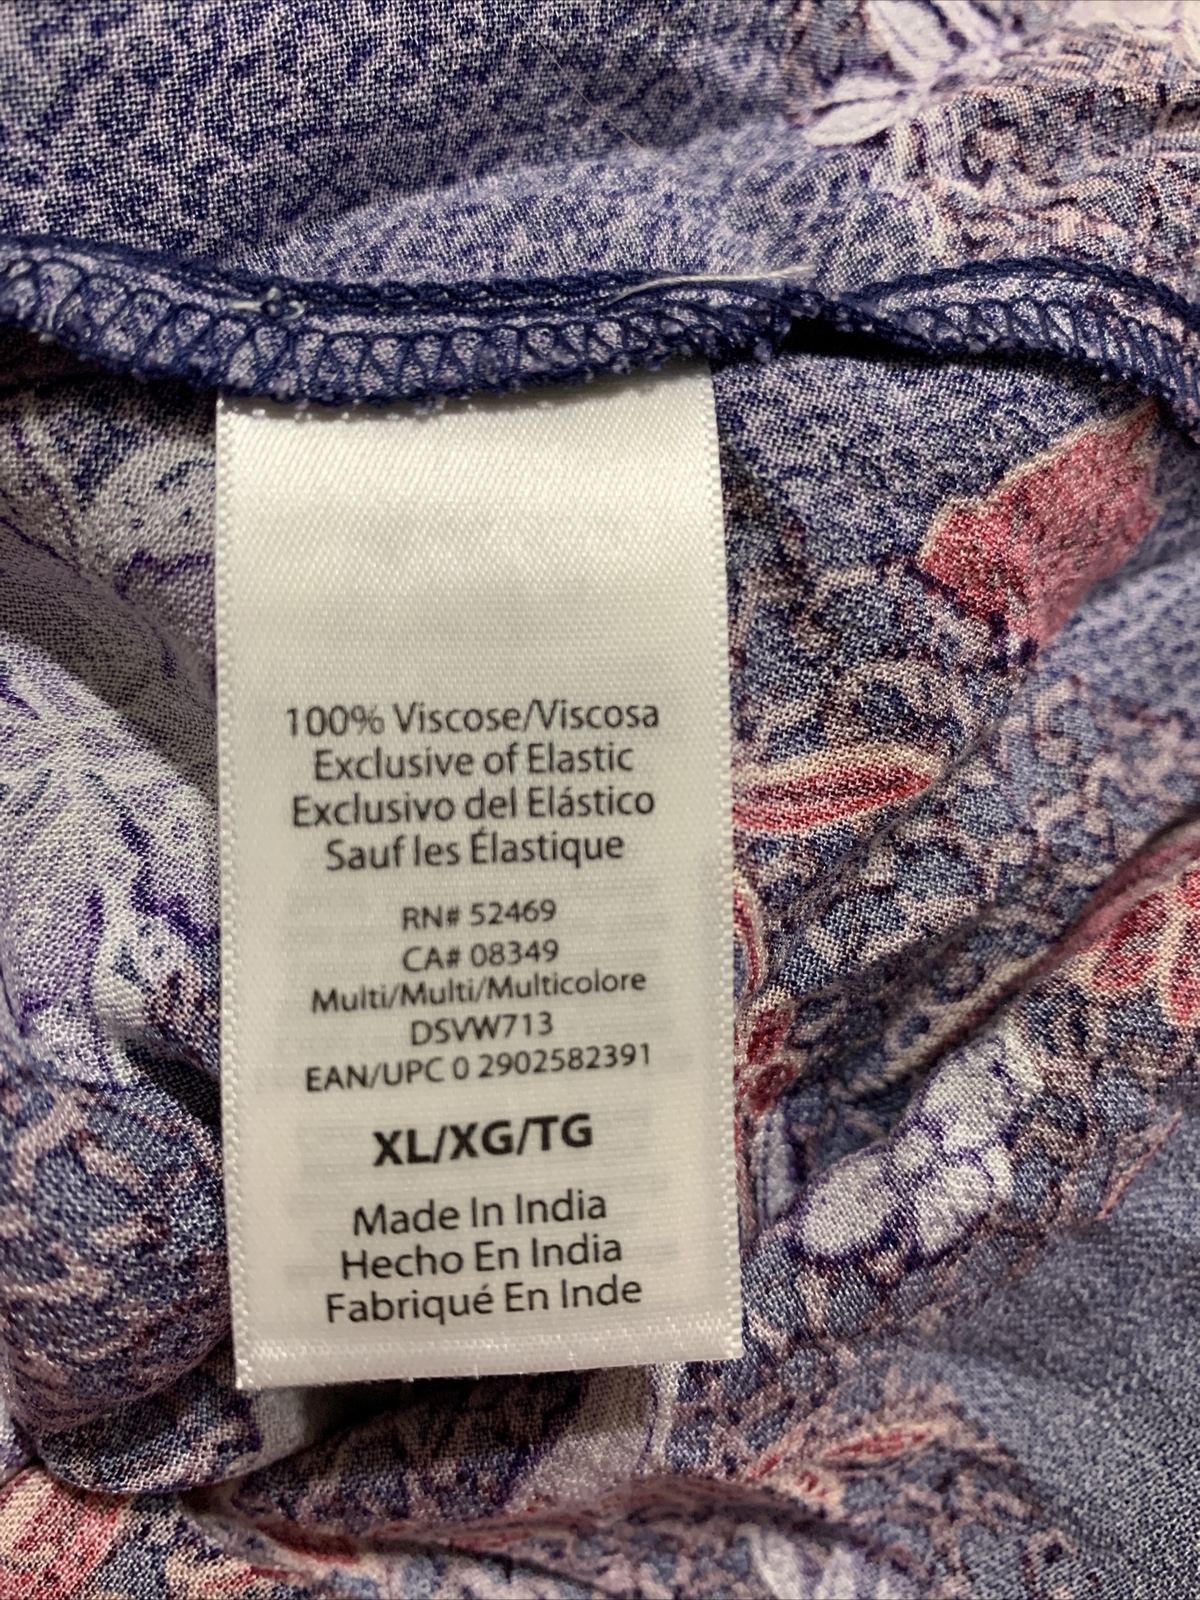 100% Viscose/Viscosa
Exclusive of Elastic
Exclusivo del Elástico
Sauf les Élastique
RN# 52469
CA# 08349
Multi/Multi/Multicolore
DSVW713
EAN/UPC 0 2902582391
XL/XG/TG
Made In India
Hecho En India
Fabriqué En Inde